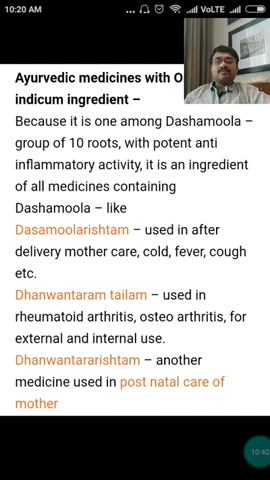 10:20 AM
... VoLTE
Ayurvedic medicines with O
indicum ingredient –
Because it is one among Dashamoola –
group of 10 roots, with potent anti
inflammatory activity, it is an ingredient
of all medicines containing
Dashamoola – like
Dasamoolarishtam – used in after
delivery mother care, cold, fever, cough
etc.
Dhanwantaram tailam – used in
rheumatoid arthritis, osteo arthritis, for
external and internal use.
Dhanwantararishtam – another
medicine used in post natal care of
mother
10:40